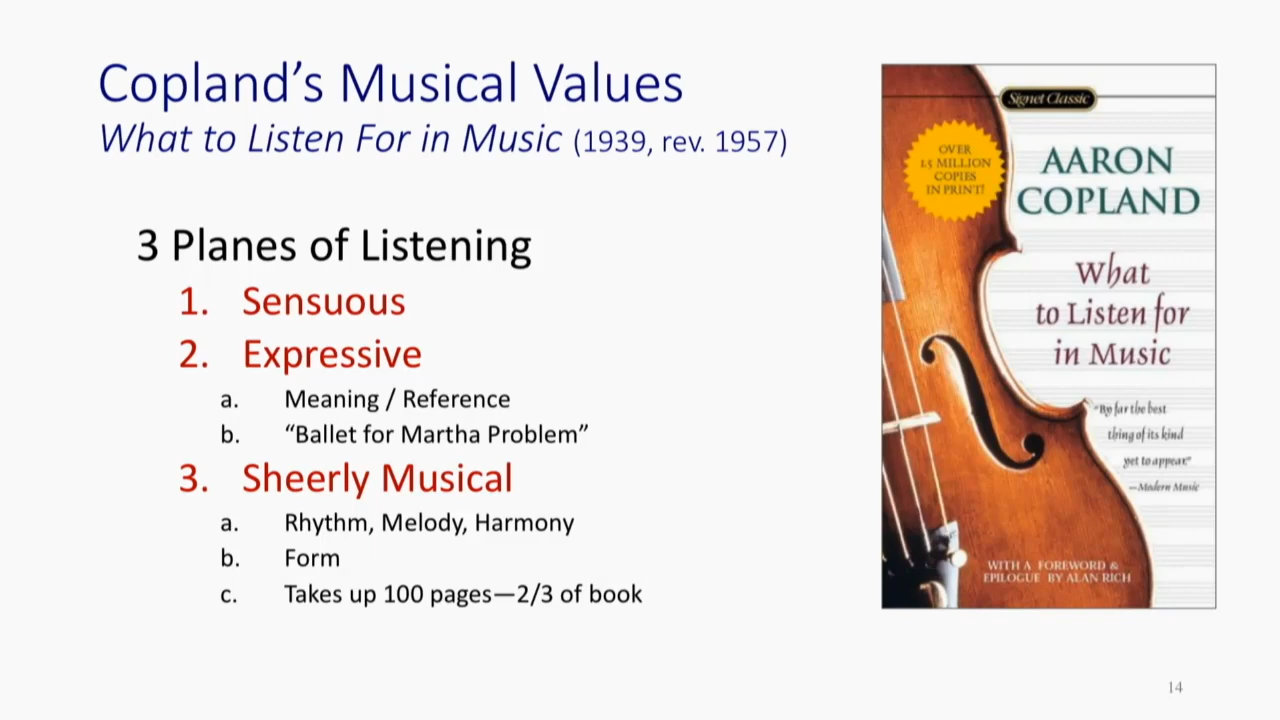 Copland’s Musical Values
What to Listen For in Music (1939, rev. 1957)
3 Planes of Listening
1. Sensuous
2. Expressive
a. Meaning / Reference
b. “Ballet for Martha Problem”
3. Sheerly Musical
a. Rhythm, Melody, Harmony
b. Form
c. Takes up 100 pages—2/3 of book
Signet Classic
OVER
1.5 MILLION
COPIES
IN PRINT!
AARON
COPLAND
What
to Listen for
in Music
"By far the best
thing of its kind
yet to appear."
—Modern Music
WITH A FOREWORD &
EPILOGUE BY ALAN RICH
14